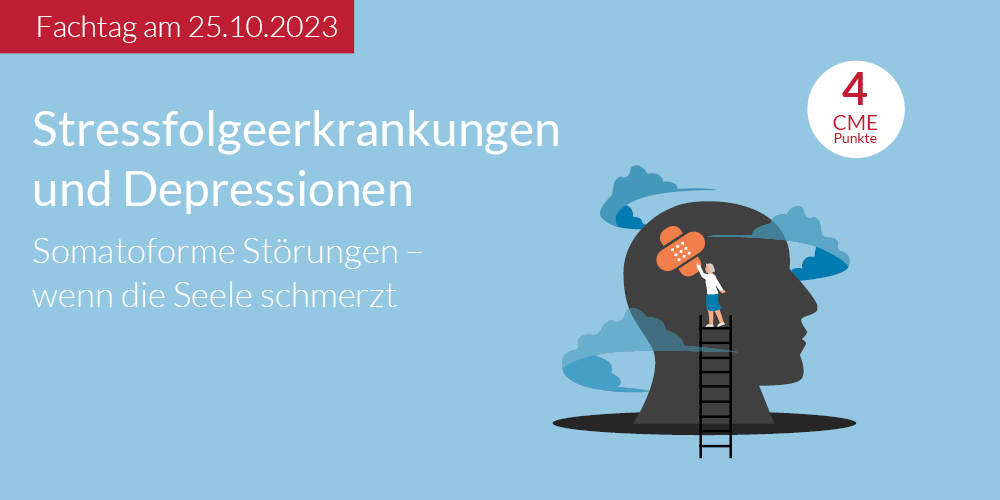 Fachtag am 25.10.2023
Stressfolgeerkrankungen
und Depressionen
Somatoforme Störungen –
wenn die Seele schmerzt
4
CME
Punkte